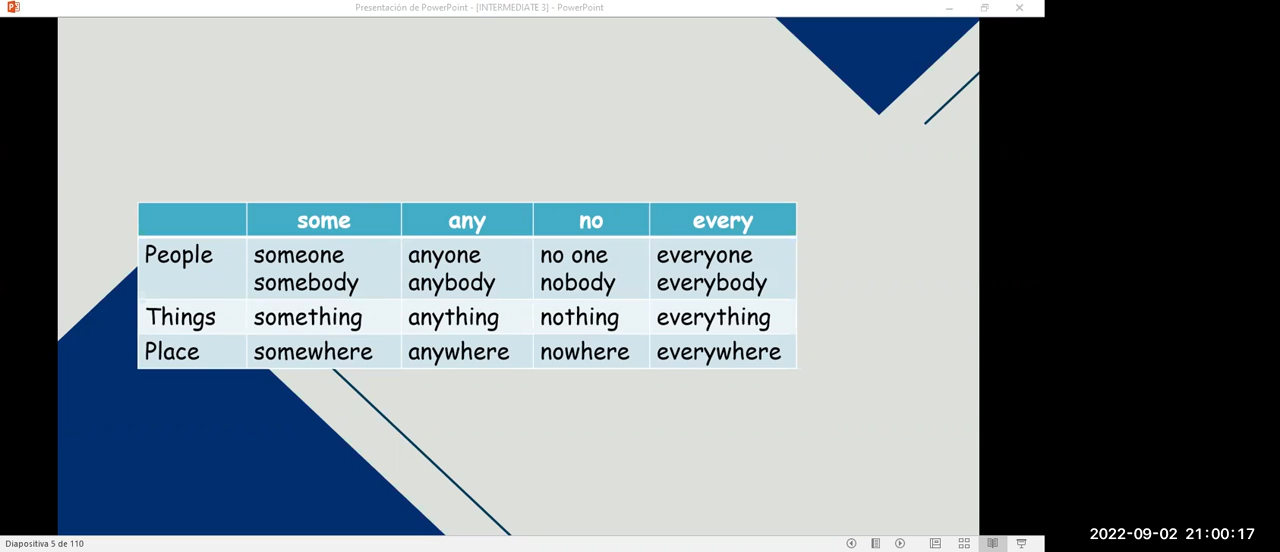 Presentación de PowerPoint - [INTERMEDIATE 3] - PowerPoint
some any no every
People someone anyone no one everyone
somebody anybody nobody everybody
Things something anything nothing everything
Place somewhere anywhere nowhere everywhere
Diapositiva 5 de 110
2022-09-02 21:00:17